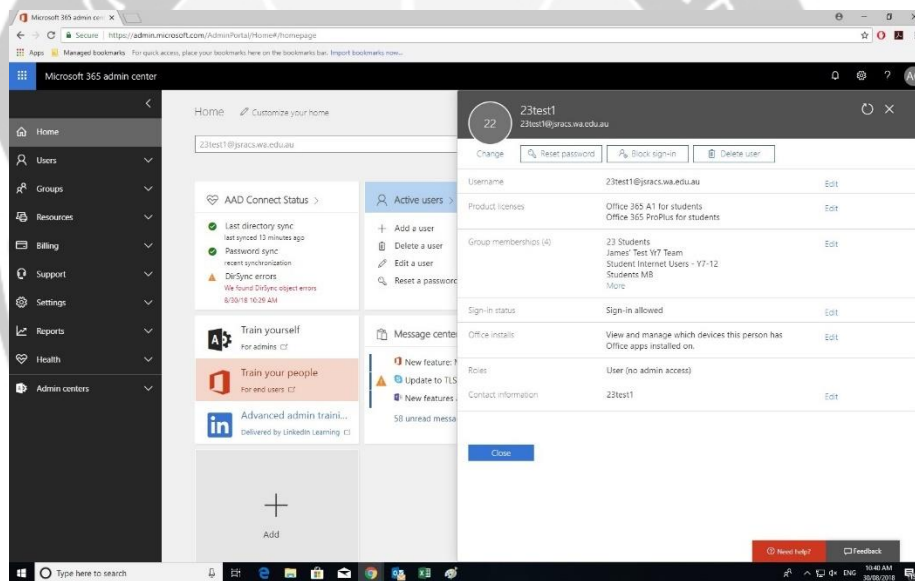 Microsoft 365 admin cen
Secure https://admin.microsoft.com/AdminPortal/Home#/homepage
Apps Managed bookmarks For quick access, place your bookmarks here on the bookmarks bar. Import bookmarks now...
Microsoft 365 admin center
Home
Users
Groups
Resources
Billing
Support
Settings
Reports
Health
Admin centers
Home Customize your home
23test1@jsracs.wa.edu.au
AAD Connect Status
Last directory sync
last synced 13 minutes ago
Password sync
recent synchronization
DirSync errors
We found DirSync object errors
8/30/18 10:29 AM
Active users
Add a user
Delete a user
Edit a user
Reset a password
Train yourself
For admins
Train your people
For end users
Advanced admin traini...
Delivered by LinkedIn Learning
Message cente
New feature:
Update to TLS
New features
58 unread messa
Add
22
23test1
23test1@jsracs.wa.edu.au
Change Reset password Block sign-in Delete user
Username 23test1@jsracs.wa.edu.au Edit
Product licenses Office 365 A1 for students Edit
Office 365 ProPlus for students
Group memberships (4) 23 Students Edit
James' Test Yr7 Team
Student Internet Users - Y7-12
Students MB
More
Sign-in status Sign-in allowed Edit
Office installs View and manage which devices this person has Edit
Office apps installed on.
Roles User (no admin access)
Contact information 23test1 Edit
Close
Need help? Feedback
Type here to search
ENG
10:40 AM
30/08/2018